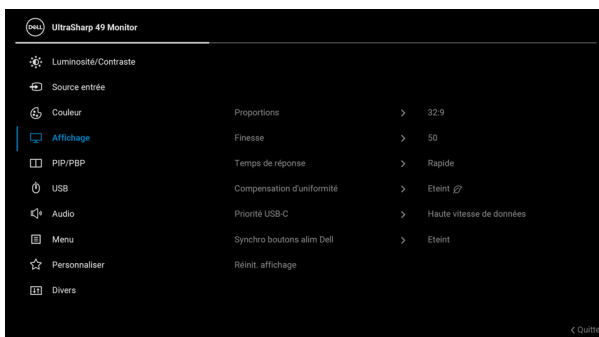 DELL UltraSharp 49 Monitor
Luminosité/Contraste
Source entrée
Couleur Proportions 32:9
Affichage Finesse 50
PIP/PBP Temps de réponse Rapide
USB Compensation d'uniformité Eteint
Audio Priorité USB-C Haute vitesse de données
Menu Synchro boutons alim Dell Eteint
Personnaliser Réinit. affichage
Divers
Quitte